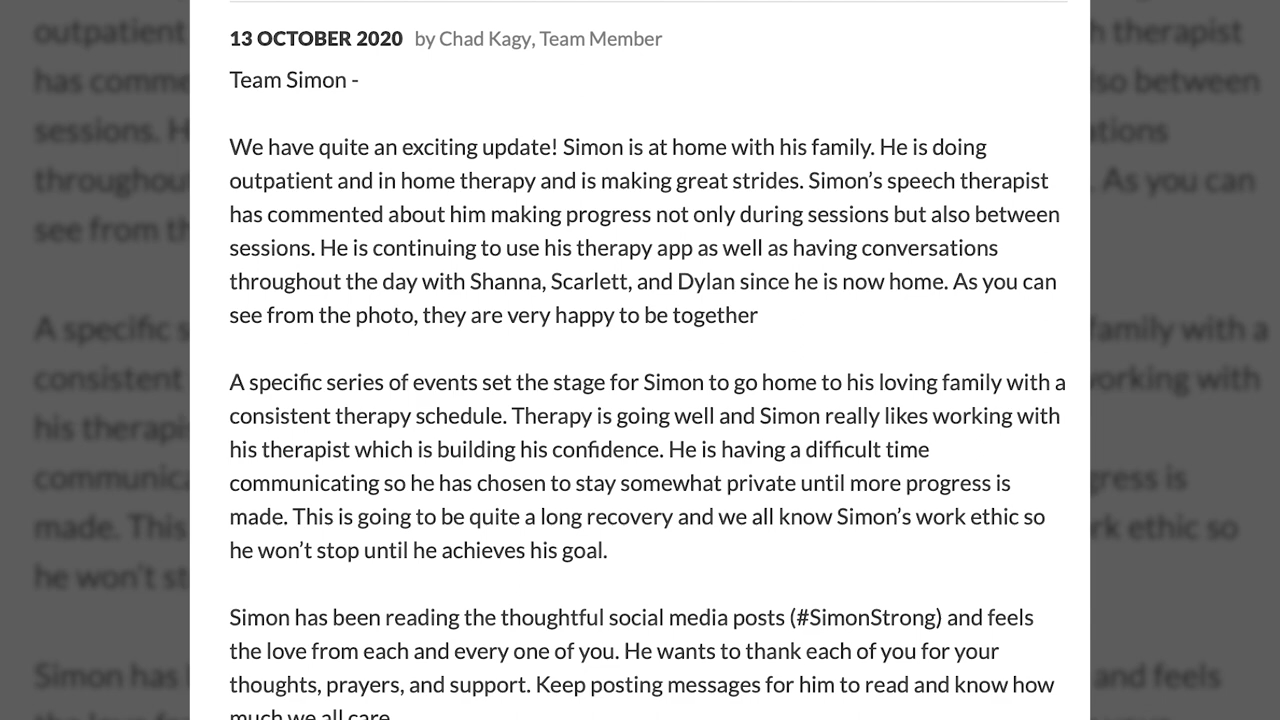 13 OCTOBER 2020 by Chad Kagy, Team Member
Team Simon -
We have quite an exciting update! Simon is at home with his family. He is doing
outpatient and in home therapy and is making great strides. Simon’s speech therapist
has commented about him making progress not only during sessions but also between
sessions. He is continuing to use his therapy app as well as having conversations
throughout the day with Shanna, Scarlett, and Dylan since he is now home. As you can
see from the photo, they are very happy to be together
A specific series of events set the stage for Simon to go home to his loving family with a
consistent therapy schedule. Therapy is going well and Simon really likes working with
his therapist which is building his confidence. He is having a difficult time
communicating so he has chosen to stay somewhat private until more progress is
made. This is going to be quite a long recovery and we all know Simon’s work ethic so
he won’t stop until he achieves his goal.
Simon has been reading the thoughtful social media posts (#SimonStrong) and feels
the love from each and every one of you. He wants to thank each of you for your
thoughts, prayers, and support. Keep posting messages for him to read and know how
much we all care